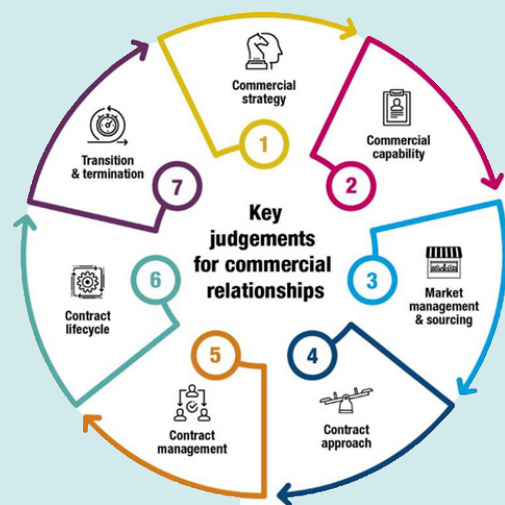 Key
judgements
for commercial
relationships
Commercial
strategy
1
Commercial
capability
2
Market
management
& sourcing
3
Contract
approach
4
Contract
management
5
Contract
lifecycle
6
Transition
& termination
7